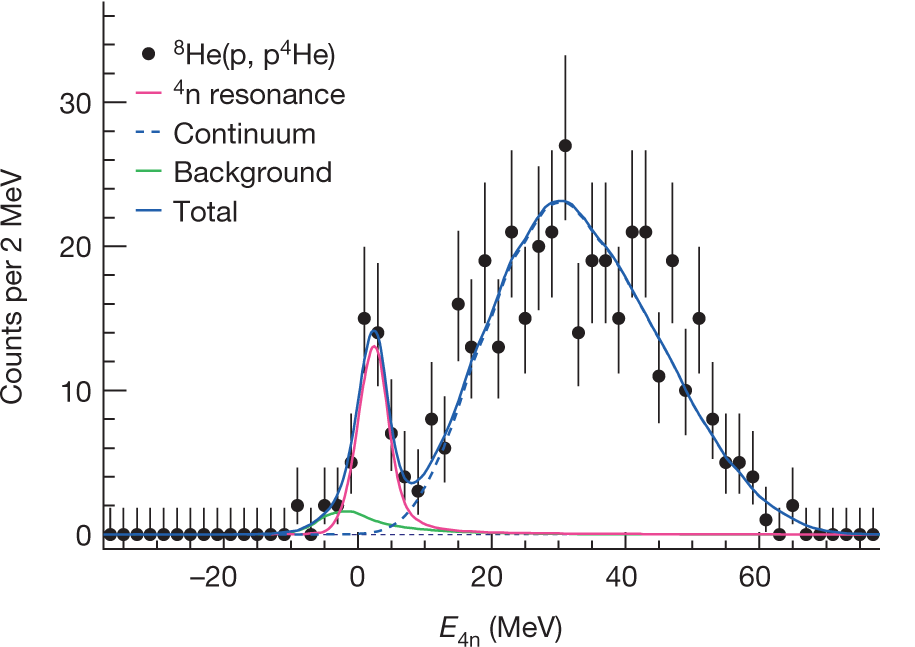 ⁸He(p, p⁴He)
⁴n resonance
Continuum
Background
Total
Counts per 2 MeV
30
20
10
0
–20
0
20
40
60
E₄ₙ (MeV)